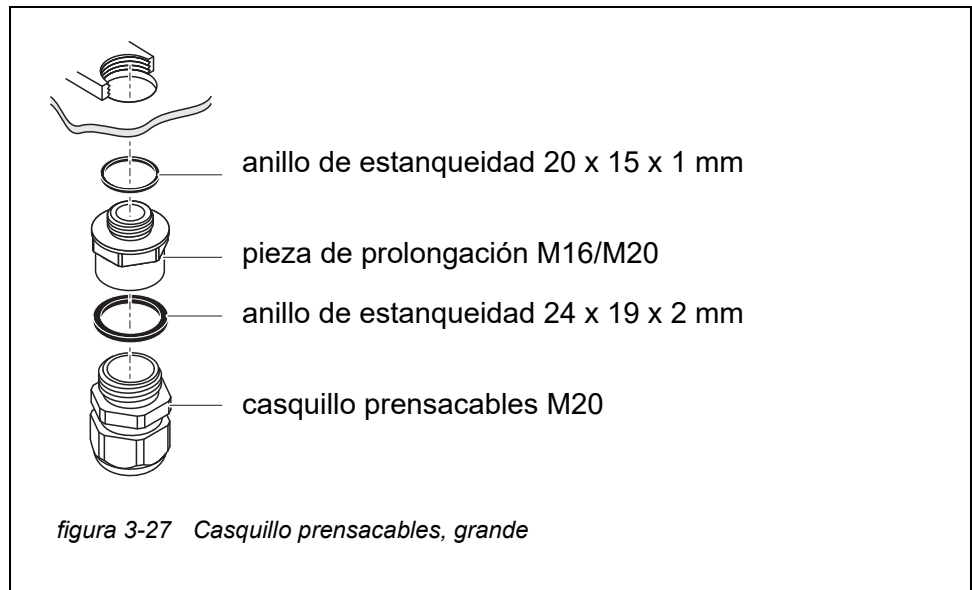 anillo de estanqueidad 20 x 15 x 1 mm
pieza de prolongación M16/M20
anillo de estanqueidad 24 x 19 x 2 mm
casquillo prensacables M20
figura 3-27 Casquillo prensacables, grande